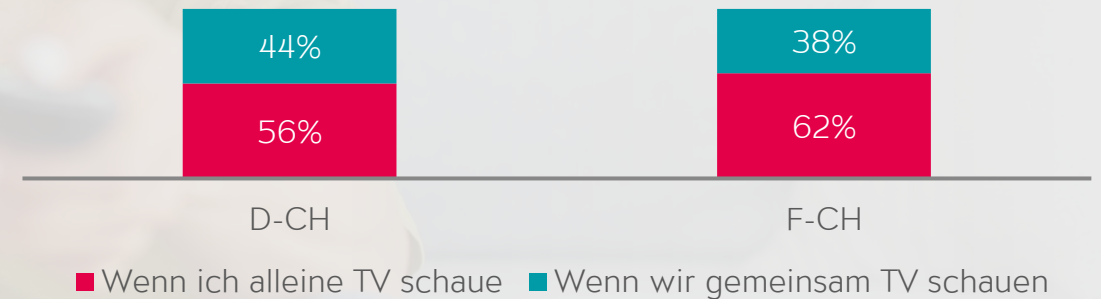 44%
38%
56%
62%
D-CH
F-CH
Wenn ich alleine TV schaue
Wenn wir gemeinsam TV schauen